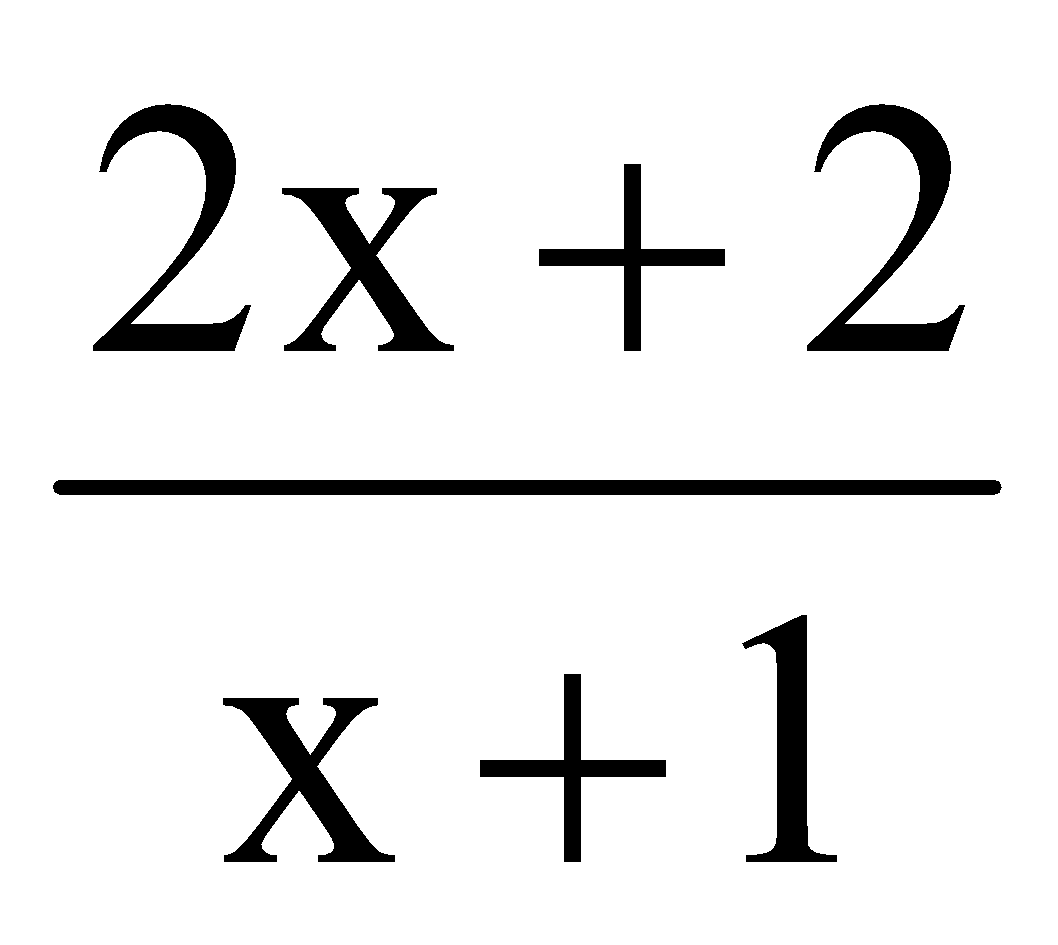 2x + 2
x + 1